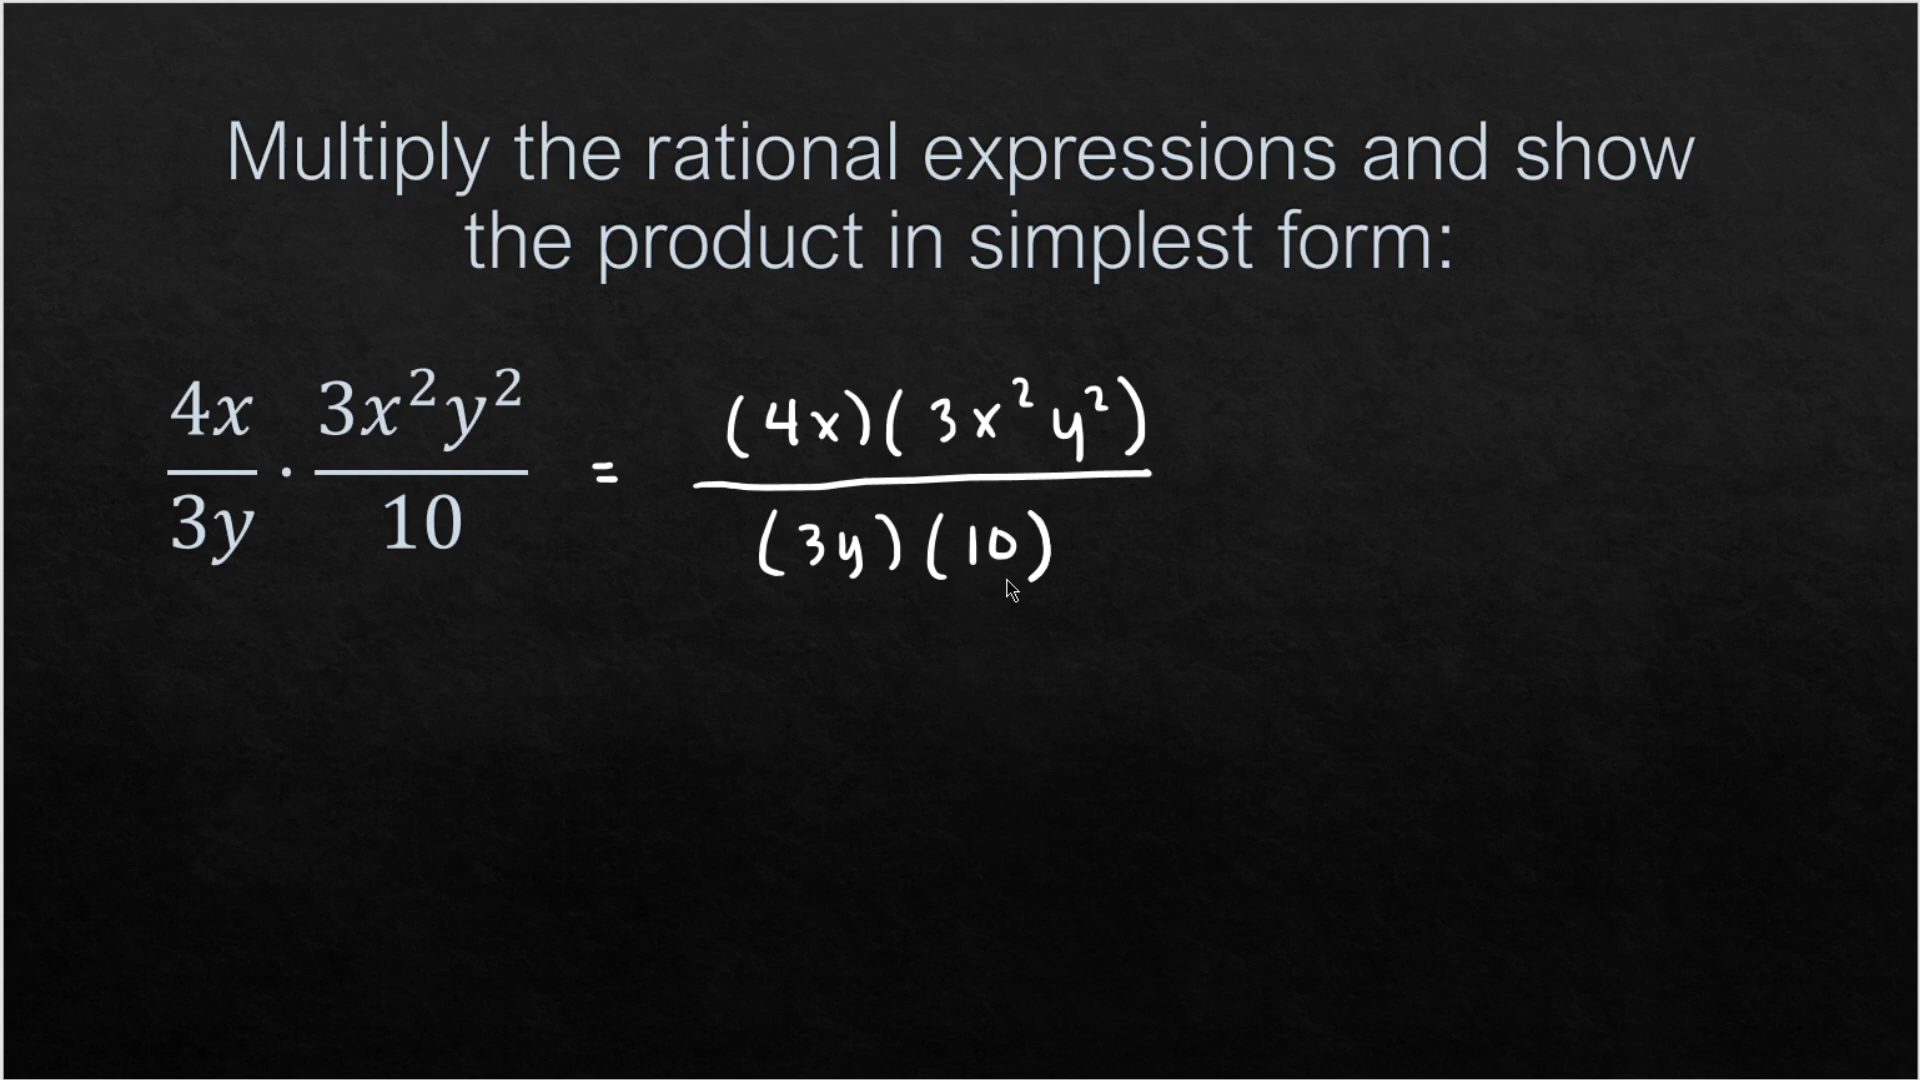 Multiply the rational expressions and show
the product in simplest form:
4x/3y · 3x²y²/10 = (4x)(3x²y²)/(3y)(10)